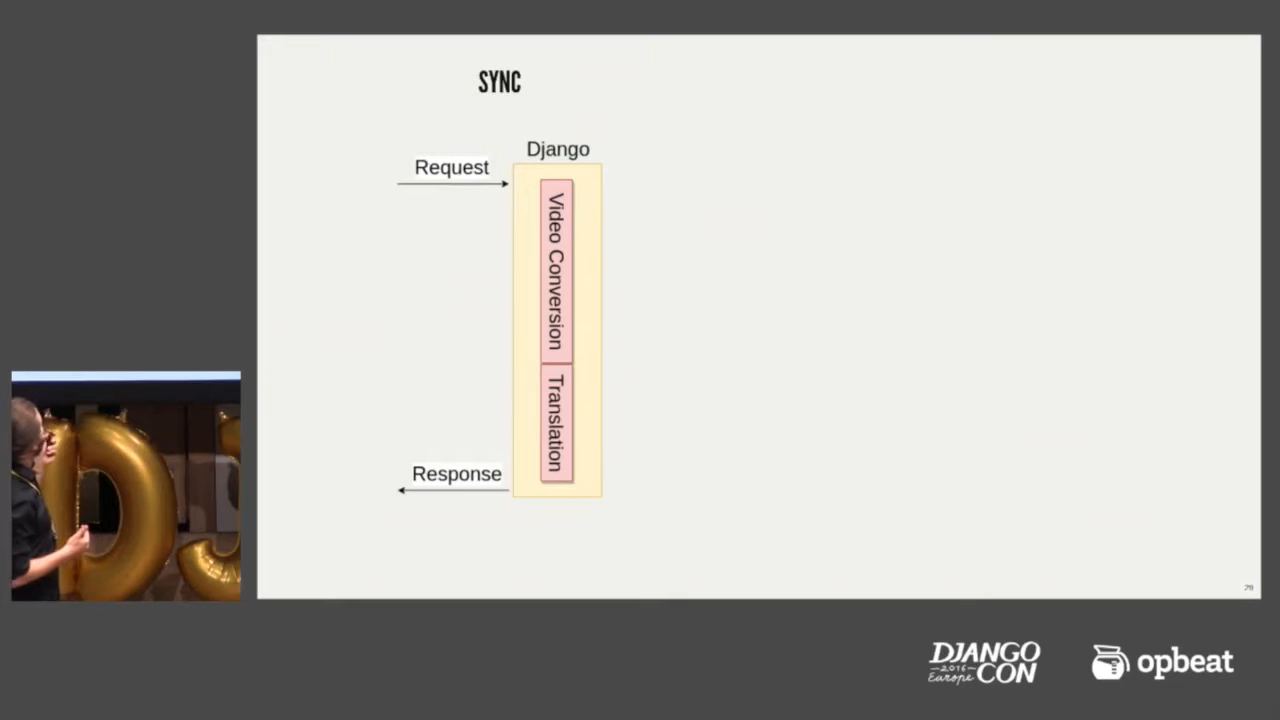 SYNC
Django
Request
Video Conversion
Translation
Response
DJANGO
2016
Europe CON
opbeat